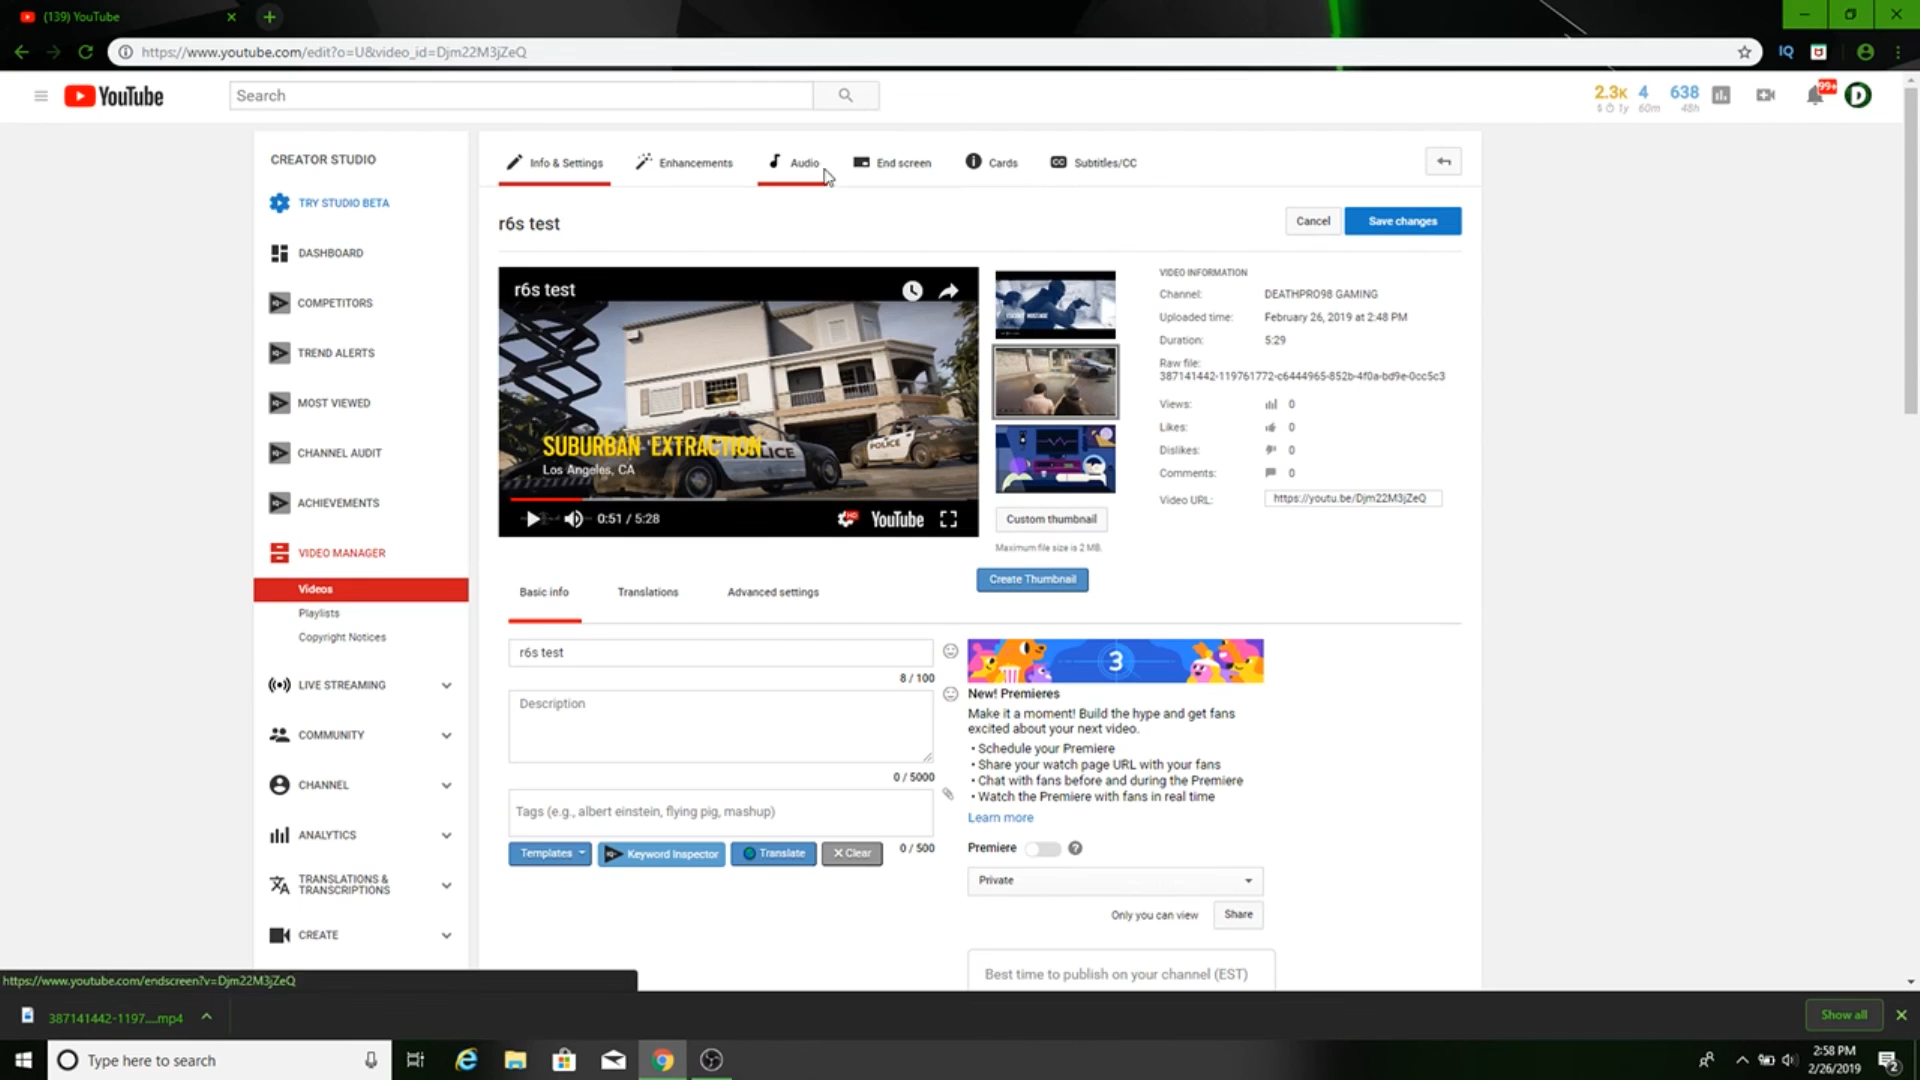 (139) YouTube
https://www.youtube.com/edit?o=U&video_id=Djm22M3jZeQ
IQ
YouTube
Search
2.3K 4 638
1y 60m 48h
99+
D
CREATOR STUDIO
TRY STUDIO BETA
DASHBOARD
COMPETITORS
TREND ALERTS
MOST VIEWED
CHANNEL AUDIT
ACHIEVEMENTS
VIDEO MANAGER
Videos
Playlists
Copyright Notices
LIVE STREAMING
COMMUNITY
CHANNEL
ANALYTICS
TRANSLATIONS &
TRANSCRIPTIONS
CREATE
Info & Settings
Enhancements
Audio
End screen
Cards
CC Subtitles/CC
r6s test
Cancel
Save changes
r6s test
SUBURBAN EXTRACTION
Los Angeles, CA
POLICE
0:51 / 5:28
HD
YouTube
Custom thumbnail
Maximum file size is 2 MB.
Create Thumbnail
VIDEO INFORMATION
Channel: DEATHPRO98 GAMING
Uploaded time: February 26, 2019 at 2:48 PM
Duration: 5:29
Raw file:
387141442-119761772-c6444965-852b-4f0a-bd9e-0cc5c3
Views: 0
Likes: 0
Dislikes: 0
Comments: 0
Video URL: https://youtu.be/Djm22M3jZeQ
Basic info
Translations
Advanced settings
r6s test
8 / 100
Description
0 / 5000
Tags (e.g., albert einstein, flying pig, mashup)
Templates
Keyword Inspector
Translate
X Clear
0 / 500
3
New! Premieres
Make it a moment! Build the hype and get fans
excited about your next video.
• Schedule your Premiere
• Share your watch page URL with your fans
• Chat with fans before and during the Premiere
• Watch the Premiere with fans in real time
Learn more
Premiere
?
Private
Only you can view
Share
Best time to publish on your channel (EST)
https://www.youtube.com/endscreen?v=Djm22M3jZeQ
387141442-1197....mp4
Show all
Type here to search
2:58 PM
2/26/2019
2